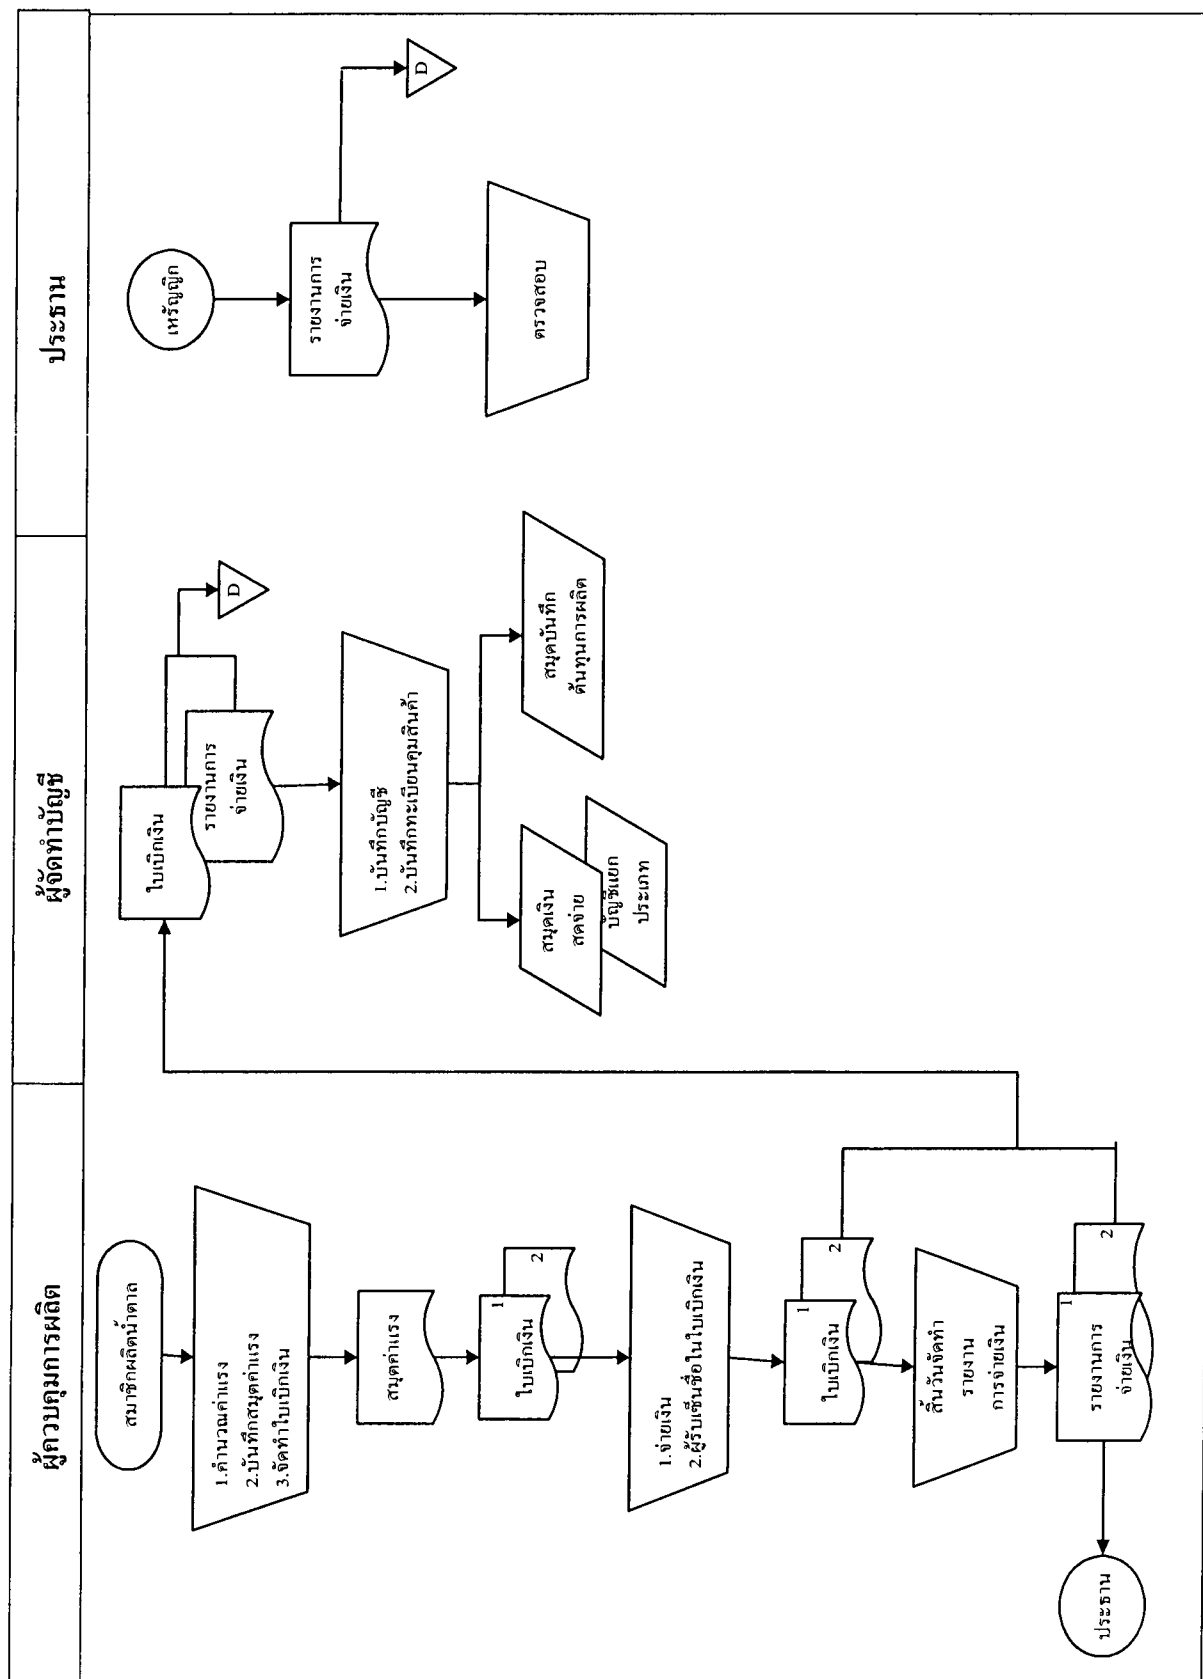 ผู้ควบคุมการผลิต
ผู้จัดทำบัญชี
ประธาน
สมาชิกผลิตน้ำตาล
1.คำนวณค่าแรง
2.บันทึกสมุดค่าแรง
3.จัดทำใบเบิกเงิน
สมุดค่าแรง
1
2
ใบเบิกเงิน
1.จ่ายเงิน
2.ผู้รับเซ็นชื่อในใบเบิกเงิน
1
2
ใบเบิกเงิน
สิ้นวันจัดทำ
รายงาน
การจ่ายเงิน
1
2
รายงานการ
จ่ายเงิน
ประธาน
ใบเบิกเงิน
รายงานการ
จ่ายเงิน
D
1.บันทึกบัญชี
2.บันทึกทะเบียนคุมสินค้า
สมุดเงิน
สดจ่าย
บัญชีแยก
ประเภท
สมุดบันทึก
ต้นทุนการผลิต
เหรัญญิก
รายงานการ
จ่ายเงิน
D
ตรวจสอบ